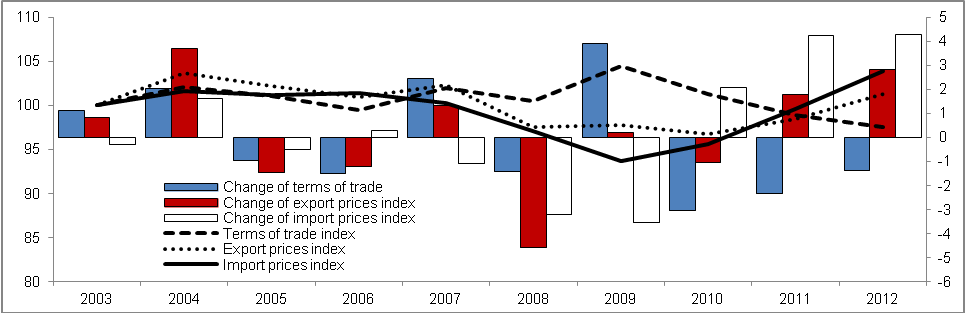 110
105
100
95
90
85
80
5
4
3
2
1
0
-1
-2
-3
-4
-5
-6
Change of terms of trade
Change of export prices index
Change of import prices index
Terms of trade index
Export prices index
Import prices index
2003 2004 2005 2006 2007 2008 2009 2010 2011 2012